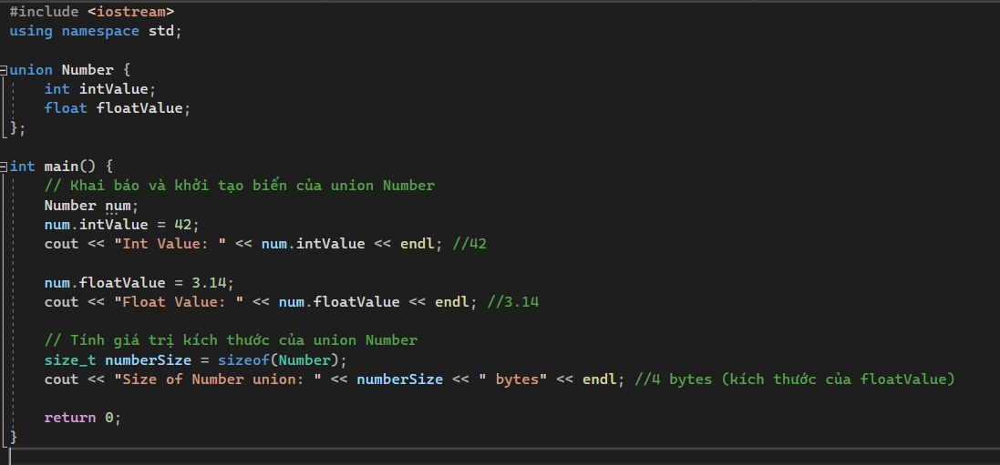 #include <iostream>
using namespace std;
union Number {
    int intValue;
    float floatValue;
};
int main() {
    // Khai báo và khởi tạo biến của union Number
    Number num;
    num.intValue = 42;
    cout << "Int Value: " << num.intValue << endl; //42
    num.floatValue = 3.14;
    cout << "Float Value: " << num.floatValue << endl; //3.14
    // Tính giá trị kích thước của union Number
    size_t numberSize = sizeof(Number);
    cout << "Size of Number union: " << numberSize << " bytes" << endl; //4 bytes (kích thước của floatValue)
    return 0;
}